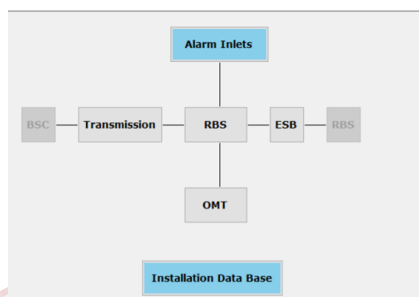 Alarm Inlets
BSC Transmission RBS ESB RBS
OMT
Installation Data Base